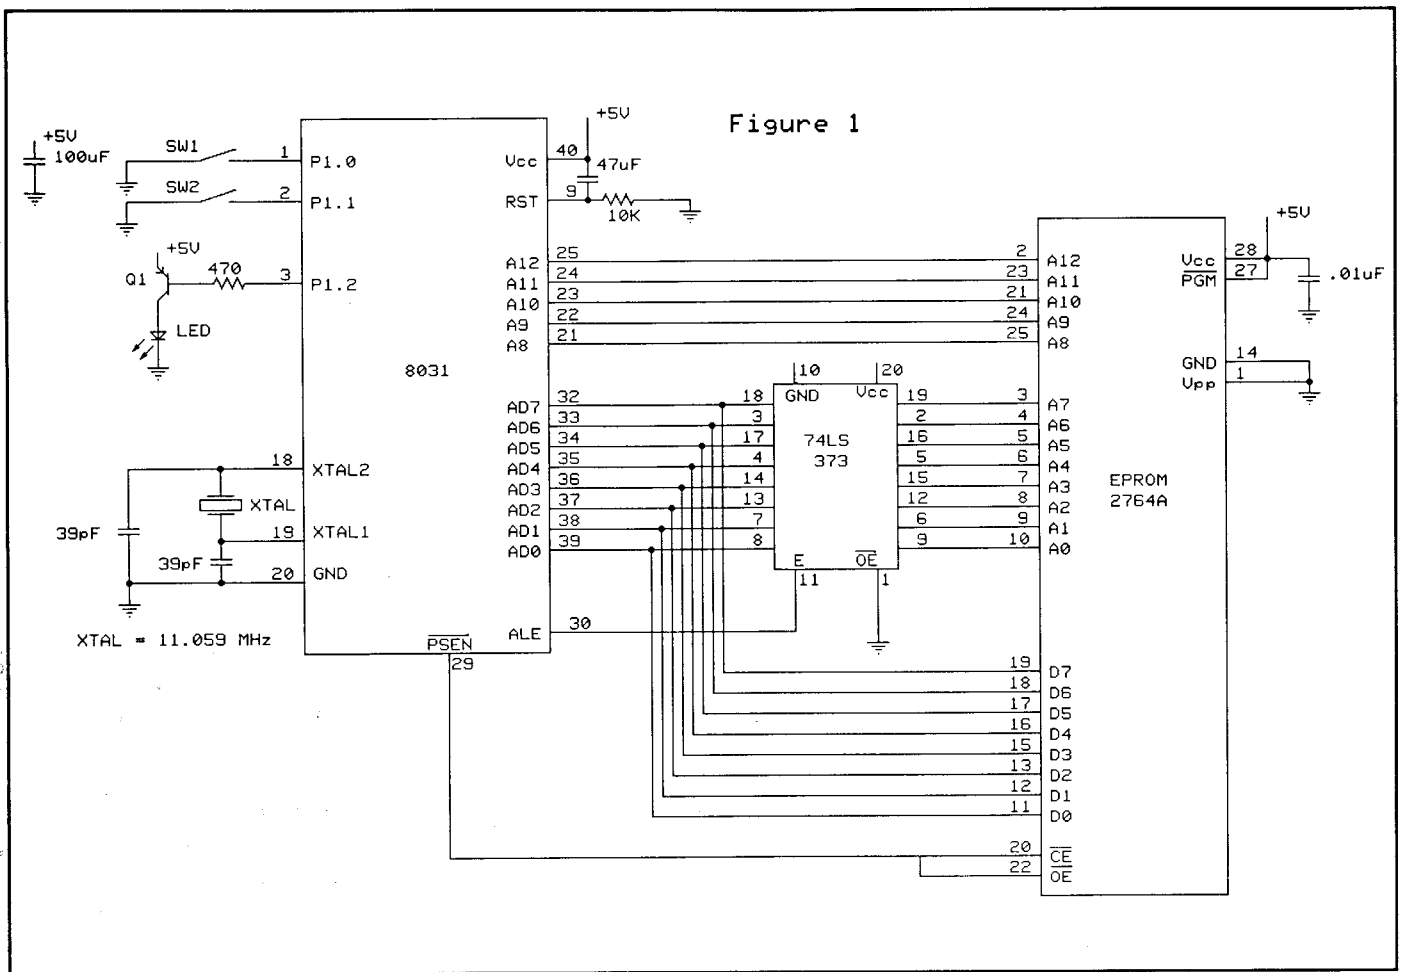 Figure 1
+5V
100uF
SW1
1
P1.0
SW2
2
P1.1
+5V
Q1
470
3
P1.2
LED
8031
18
XTAL2
XTAL
19
XTAL1
39pF
39pF
20
GND
XTAL = 11.059 MHz
PSEN
29
+5V
Vcc
40
47uF
RST
9
10K
A12
25
A11
24
A10
23
A9
22
A8
21
AD7
32
AD6
33
AD5
34
AD4
35
AD3
36
AD2
37
AD1
38
AD0
39
ALE
30
10
20
GND
Vcc
74LS
373
18
3
17
4
14
13
7
8
19
2
16
5
15
12
6
9
E
OE
11
1
EPROM
2764A
2
A12
23
A11
21
A10
24
A9
25
A8
3
A7
4
A6
5
A5
6
A4
7
A3
8
A2
9
A1
10
A0
19
D7
18
D6
17
D5
16
D4
15
D3
13
D2
12
D1
11
D0
20
CE
22
OE
+5V
Vcc
28
PGM
27
.01uF
GND
14
Vpp
1